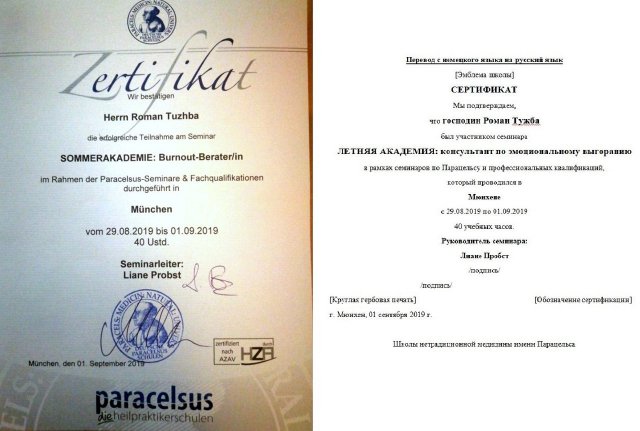 Zertifikat
Wir bestätigen
Herrn Roman Tuzhba
die erfolgreiche Teilnahme am Seminar
SOMMERAKADEMIE: Burnout-Berater/in
im Rahmen der Paracelsus-Seminare & Fachqualifikationen
durchgeführt in
München
vom 29.08.2019 bis 01.09.2019
40 Ustd.
Seminarleiter:
Liane Probst
zertifiziert
nach
AZAV
durch
HZA
München, den 01. September 2019
paracelsus
die heilpraktikerschulen
Перевод с немецкого языка на русский язык
[Эмблема школы]
СЕРТИФИКАТ
Мы подтверждаем,
что господин Роман Тужба
был участником семинара
ЛЕТНЯЯ АКАДЕМИЯ: консультант по эмоциональному выгоранию
в рамках семинаров по Парацельсу и профессиональных квалификаций,
который проводился в
Мюнхене
с 29.08.2019 по 01.09.2019
40 учебных часов.
Руководитель семинара:
Лиане Пробст
/подпись/
/подпись/
[Круглая гербовая печать] [Обозначение сертификации]
г. Мюнхен, 01 сентября 2019 г.
Школы нетрадиционной медицины имени Парацельса